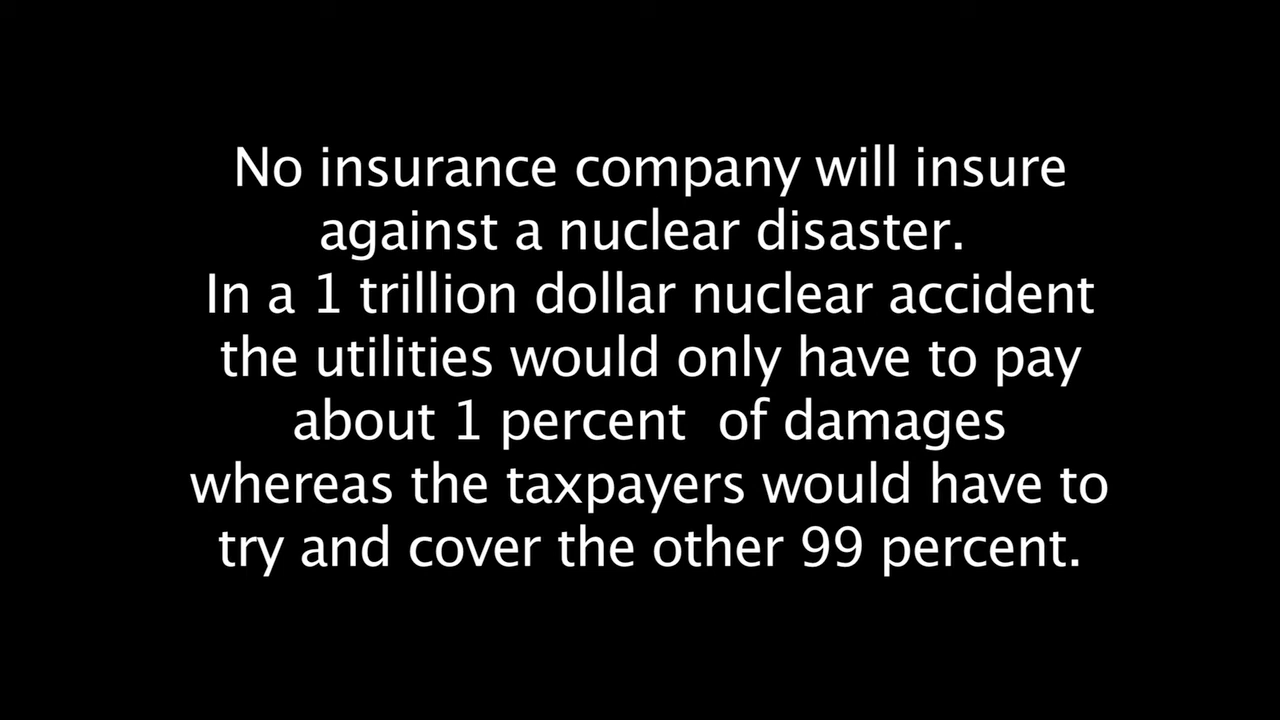 No insurance company will insure
against a nuclear disaster.
In a 1 trillion dollar nuclear accident
the utilities would only have to pay
about 1 percent  of damages
whereas the taxpayers would have to
try and cover the other 99 percent.